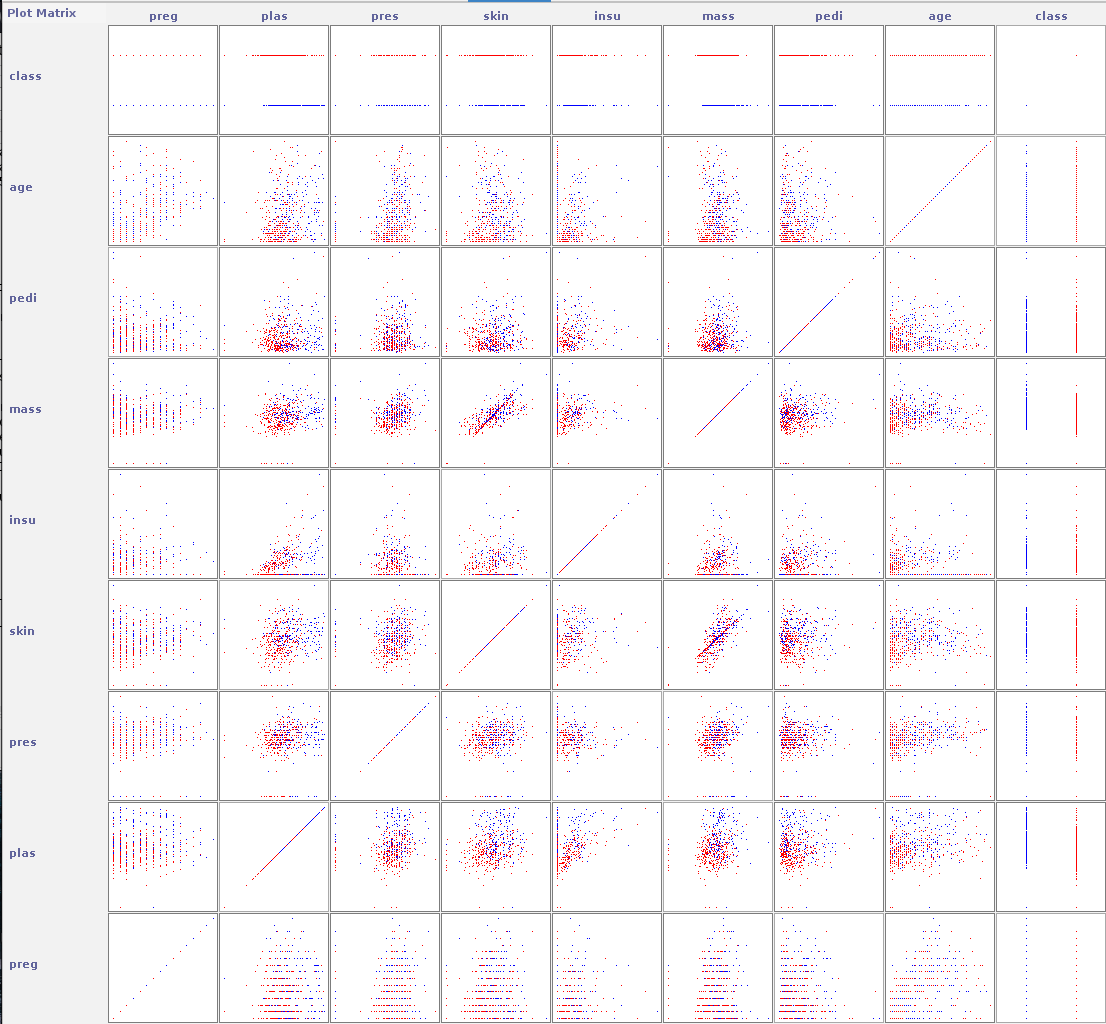 Plot Matrix preg plas pres skin insu mass pedi age class
class
age
pedi
mass
insu
skin
pres
plas
preg